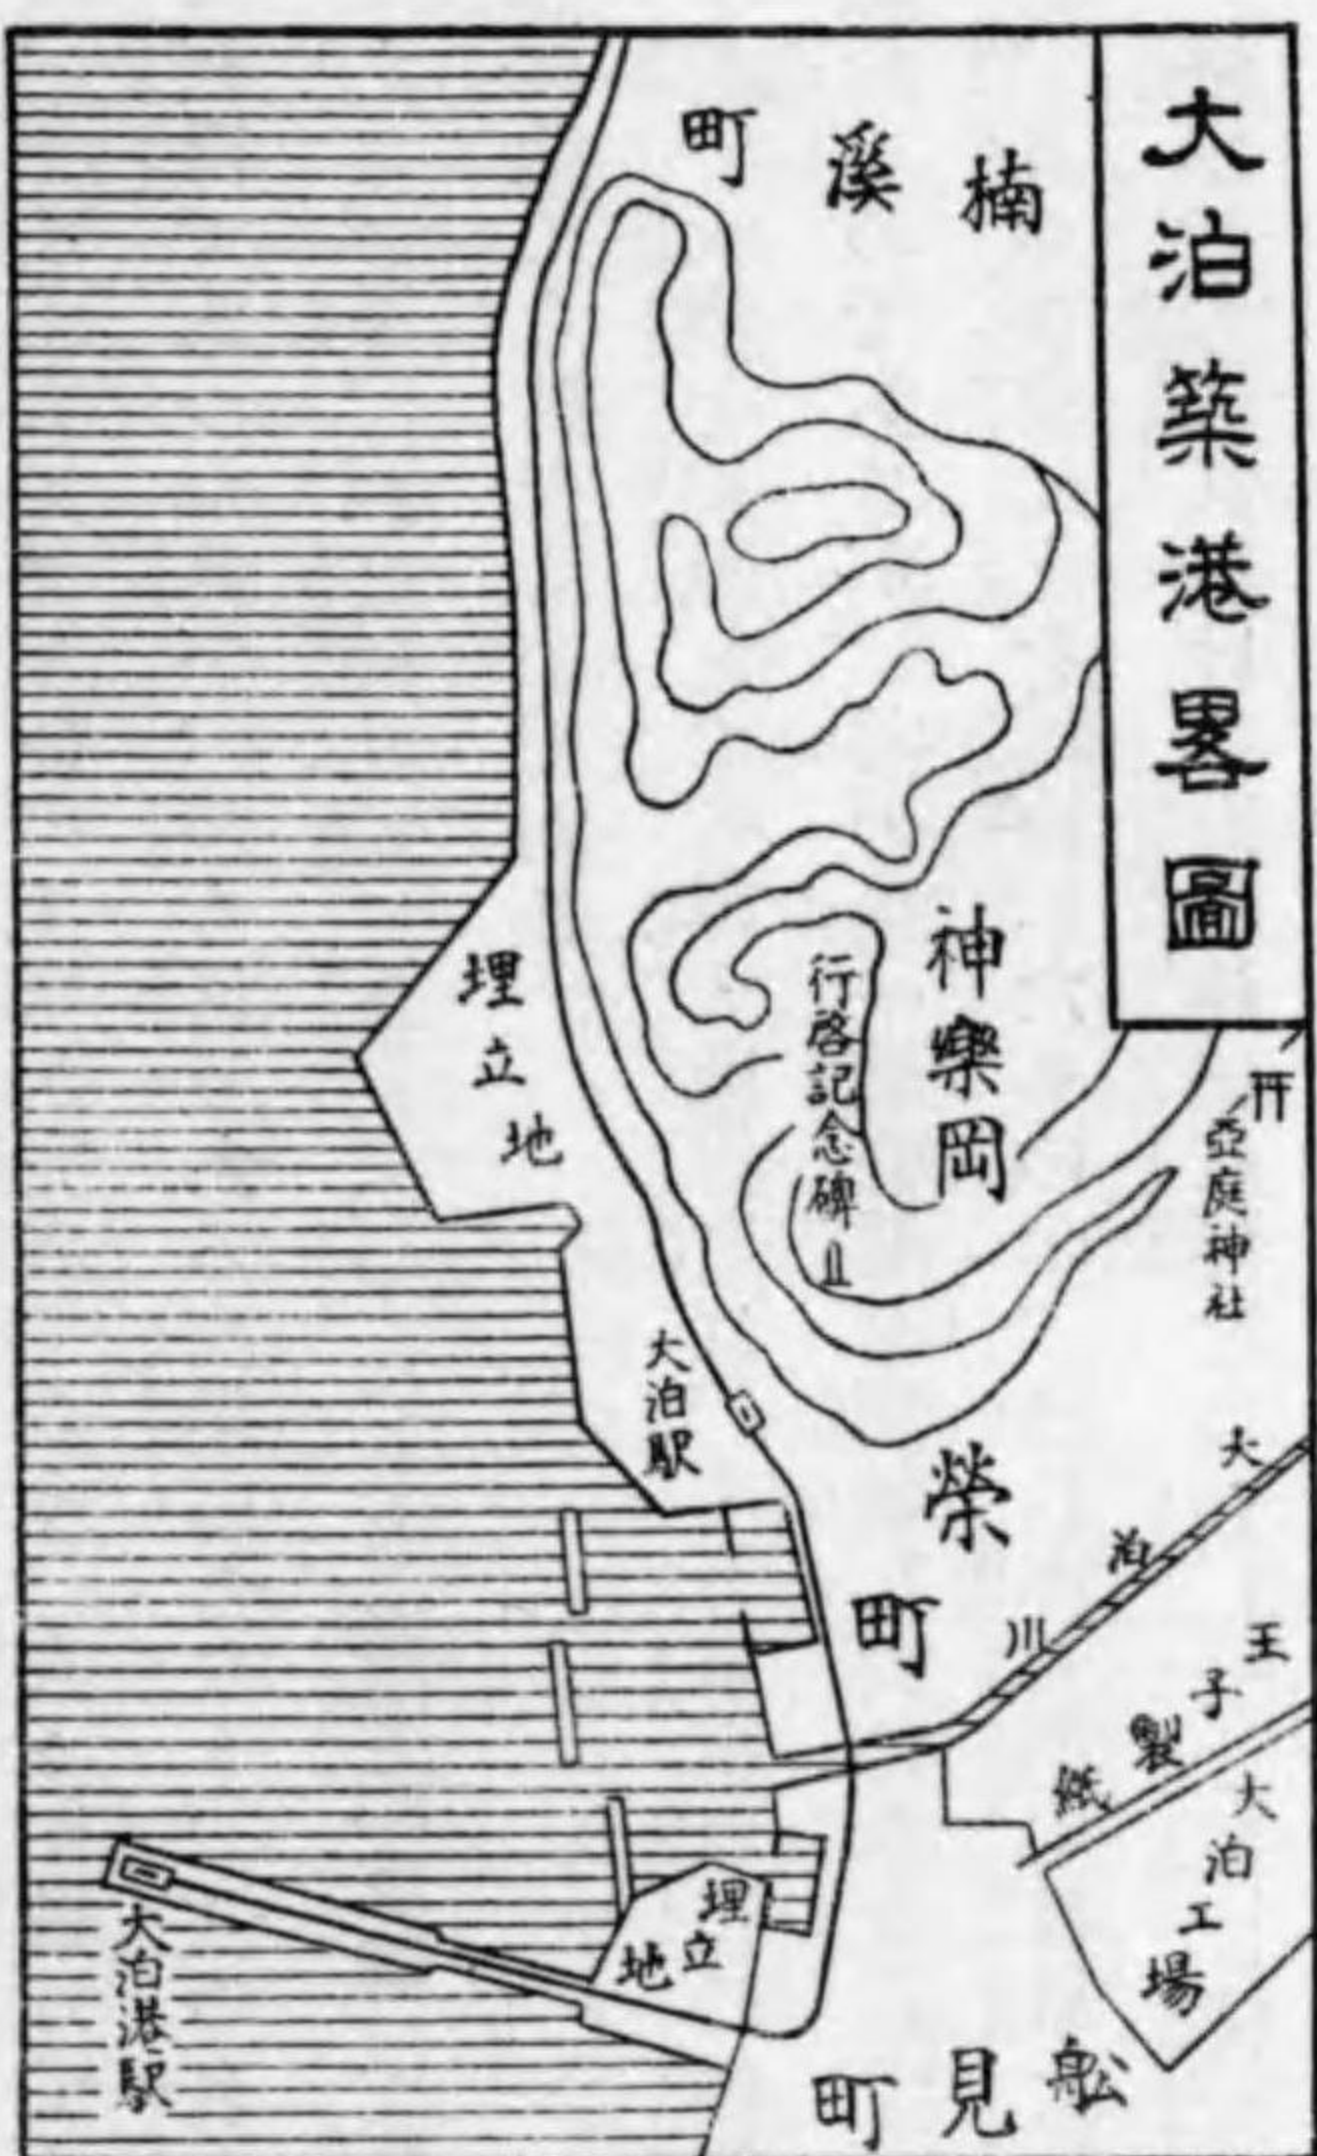 大泊築港畧圖
楠溪町
神樂岡
行啓記念碑
亞庭神社
埋立地
大泊駅
榮町
大泊川
王子製紙
大泊工場
埋立地
大泊港駅
舩見町